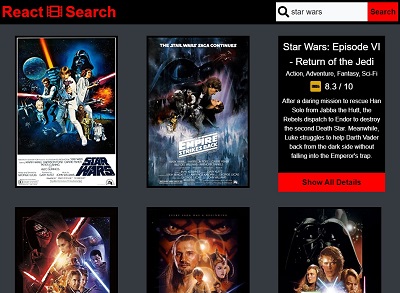 React Search
star wars
Search
STAR WARS
THE STAR WARS SAGA CONTINUES
THE EMPIRE STRIKES BACK
Star Wars: Episode VI
- Return of the Jedi
Action, Adventure, Fantasy, Sci-Fi
8.3 / 10
After a daring mission to rescue Han
Solo from Jabba the Hutt, the
Rebels dispatch to Endor to destroy
the second Death Star. Meanwhile,
Luke struggles to help Darth Vader
back from the dark side without
falling into the Emperor's trap.
Show All Details